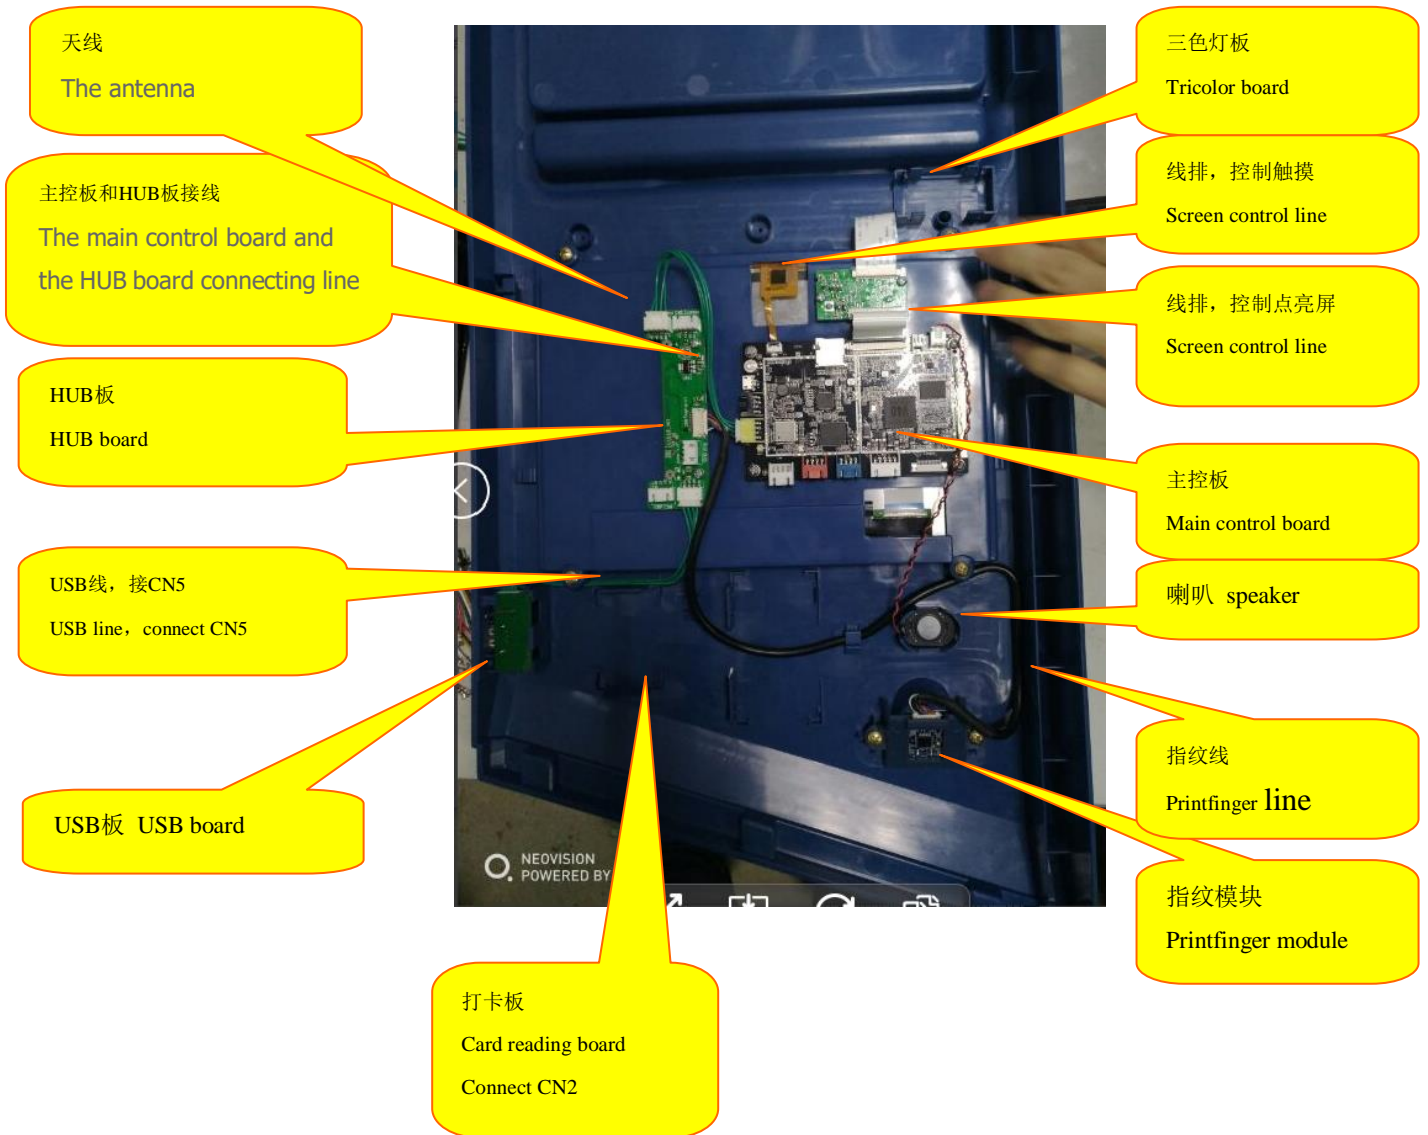 天线
The antenna
主控板和HUB板接线
The main control board and
the HUB board connecting line
HUB板
HUB board
USB线，接CN5
USB line，connect CN5
USB板 USB board
打卡板
Card reading board
Connect CN2
三色灯板
Tricolor board
线排，控制触摸
Screen control line
线排，控制点亮屏
Screen control line
主控板
Main control board
喇叭 speaker
指纹线
Printfinger line
指纹模块
Printfinger module
NEOVISION
POWERED BY